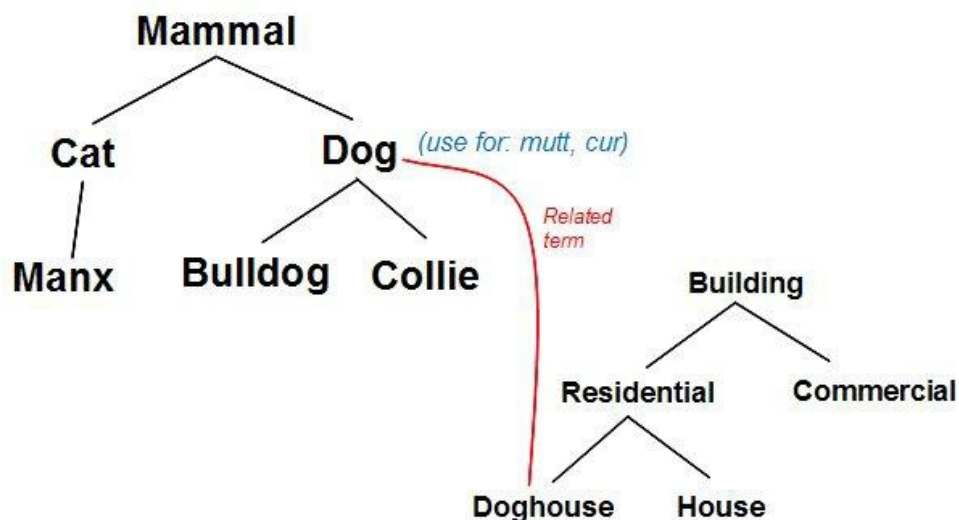 Mammal
Cat
Dog
(use for: mutt, cur)
Related
term
Manx
Bulldog
Collie
Building
Residential
Commercial
Doghouse
House